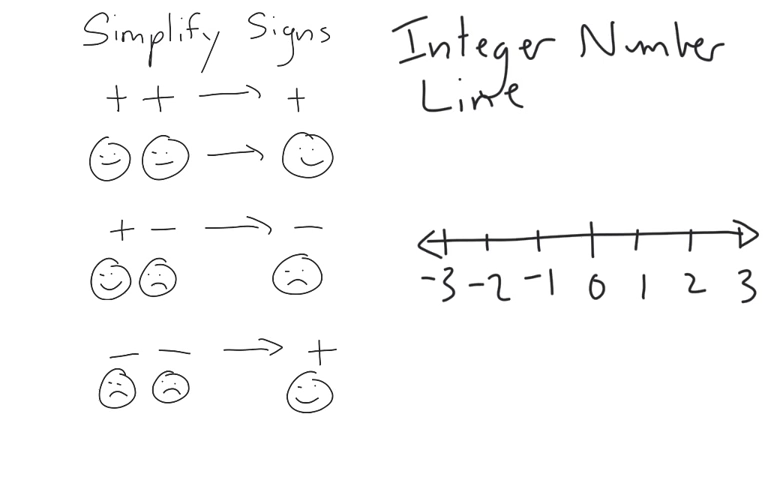 Simplify Signs
+ + → +
+ − → −
− − → +
Integer Number
Line
-3 -2 -1 0 1 2 3